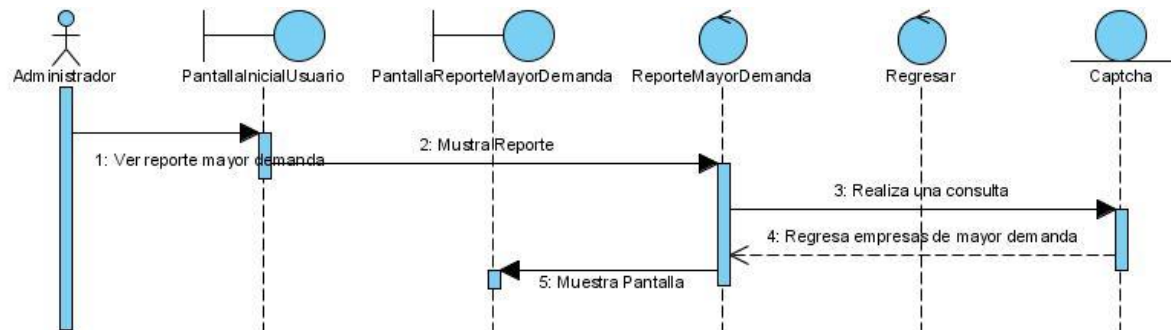 Administrador
PantallaInicialUsuario
PantallaReporteMayorDemanda
ReporteMayorDemanda
Regresar
Captcha
1: Ver reporte mayor demanda
2: MustralReporte
3: Realiza una consulta
4: Regresa empresas de mayor demanda
5: Muestra Pantalla